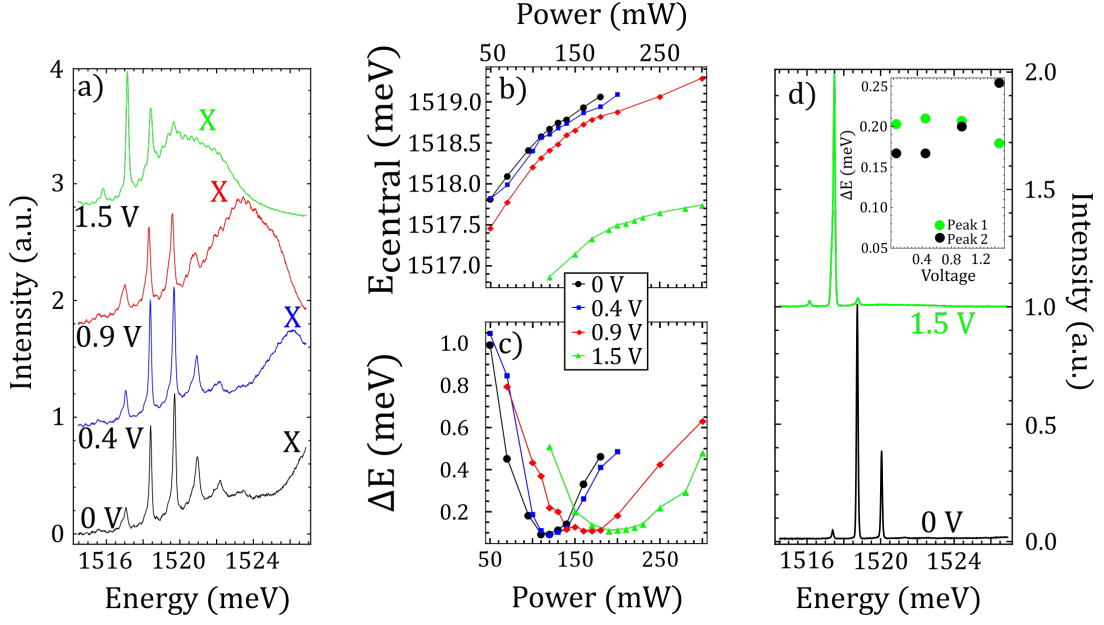 a)
4
3
2
1
0
Intensity (a.u.)
X
1.5 V
X
0.9 V
X
0.4 V
X
0 V
1516 1520 1524
Energy (meV)
Power (mW)
50 150 250
b)
1519.0
1518.5
1518.0
1517.5
1517.0
Ecentral (meV)
0 V
0.4 V
0.9 V
1.5 V
c)
1.0
0.8
0.6
0.4
0.2
ΔE (meV)
50 150 250
Power (mW)
d)
0.25
0.20
0.15
0.10
0.05
ΔE (meV)
Peak 1
Peak 2
0.4 0.8 1.2
Voltage
1.5 V
0 V
2.0
1.5
1.0
0.5
0.0
Intensity (a.u.)
1516 1520 1524
Energy (meV)